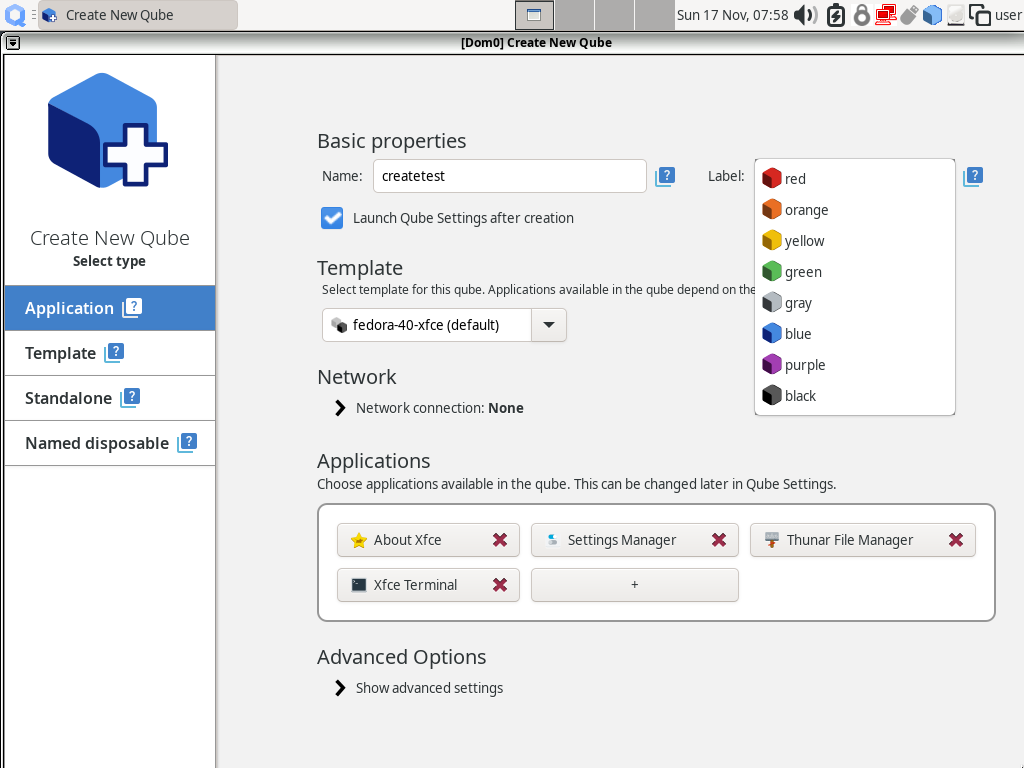 Create New Qube
Sun 17 Nov, 07:58
user
[Dom0] Create New Qube
Create New Qube
Select type
Application ?
Template ?
Standalone ?
Named disposable ?
Basic properties
Name: createtest ?
Label: ?
red
orange
yellow
green
gray
blue
purple
black
Launch Qube Settings after creation
Template
Select template for this qube. Applications available in the qube depend on the
fedora-40-xfce (default)
Network
Network connection: None
Applications
Choose applications available in the qube. This can be changed later in Qube Settings.
About Xfce
Settings Manager
Thunar File Manager
Xfce Terminal
+
Advanced Options
Show advanced settings